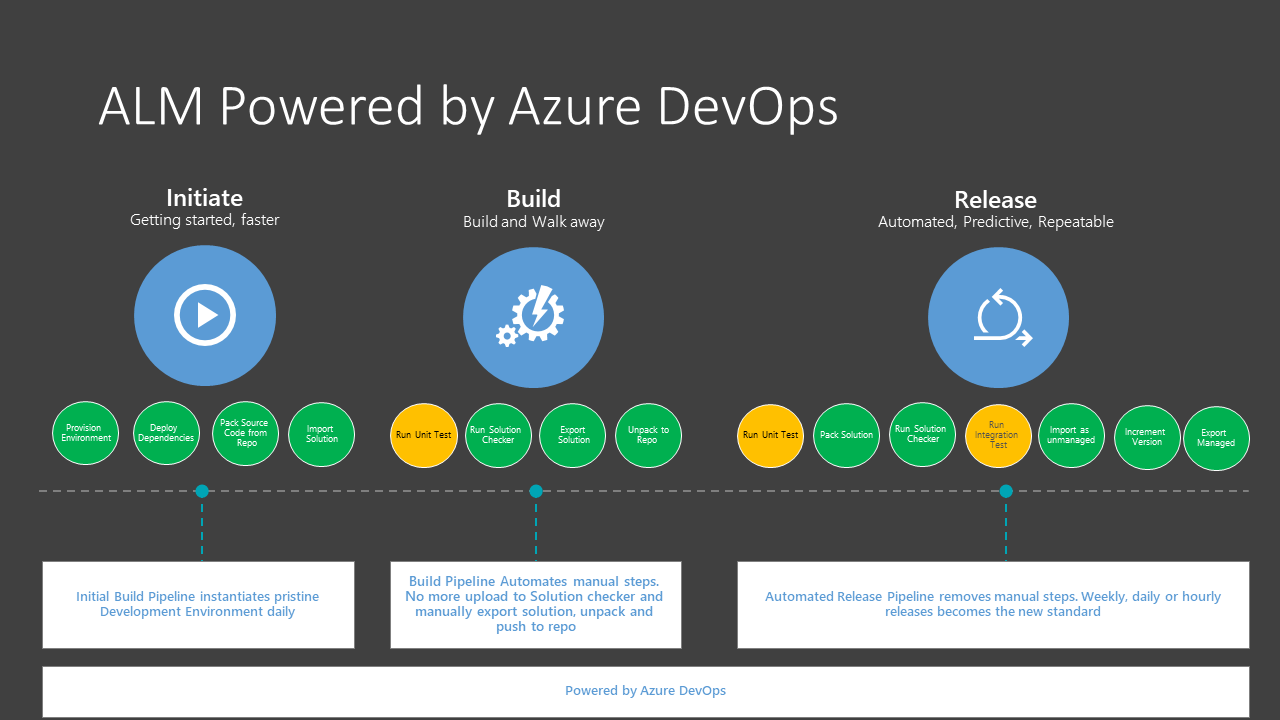 ALM Powered by Azure DevOps
Initiate
Getting started, faster
Build
Build and Walk away
Release
Automated, Predictive, Repeatable
Provision
Environment
Deploy
Dependencies
Pack Source
Code from
Repo
Import
Solution
Run Unit Test
Run Solution
Checker
Export
Solution
Unpack to
Repo
Run Unit Test
Pack Solution
Run Solution
Checker
Run
Integration
Test
Import as
unmanaged
Increment
Version
Export
Managed
Initial Build Pipeline instantiates pristine
Development Environment daily
Build Pipeline Automates manual steps.
No more upload to Solution checker and
manually export solution, unpack and
push to repo
Automated Release Pipeline removes manual steps. Weekly, daily or hourly
releases becomes the new standard
Powered by Azure DevOps